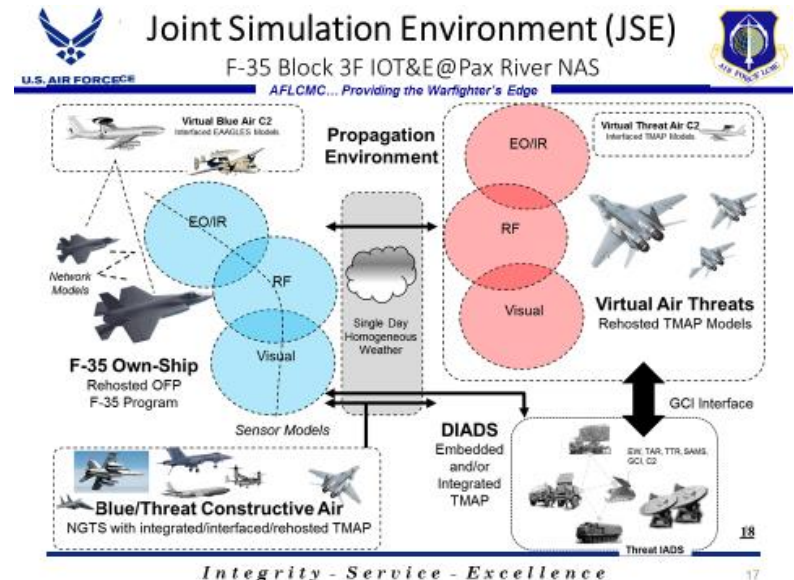 Joint Simulation Environment (JSE)
F-35 Block 3F IOT&E@Pax River NAS
U.S. AIR FORCECE
AIR FORCE LCMC
AFLCMC… Providing the Warfighter's Edge
Virtual Blue Air C2
Interfaced EAAGLES Models
Propagation
Environment
EO/IR
Virtual Threat Air C2
Interfaced TMAP Models
EO/IR
RF
Network
Models
RF
Single Day
Homogeneous
Weather
Visual
Virtual Air Threats
Rehosted TMAP Models
Visual
F-35 Own-Ship
Rehosted OFP
F-35 Program
Sensor Models
GCI Interface
DIADS
Embedded
and/or
Integrated
TMAP
EW, TAR, TTR, SAMS,
GCI, C2
Blue/Threat Constructive Air
NGTS with integrated/interfaced/rehosted TMAP
Threat IADS
18
Integrity - Service - Excellence
17